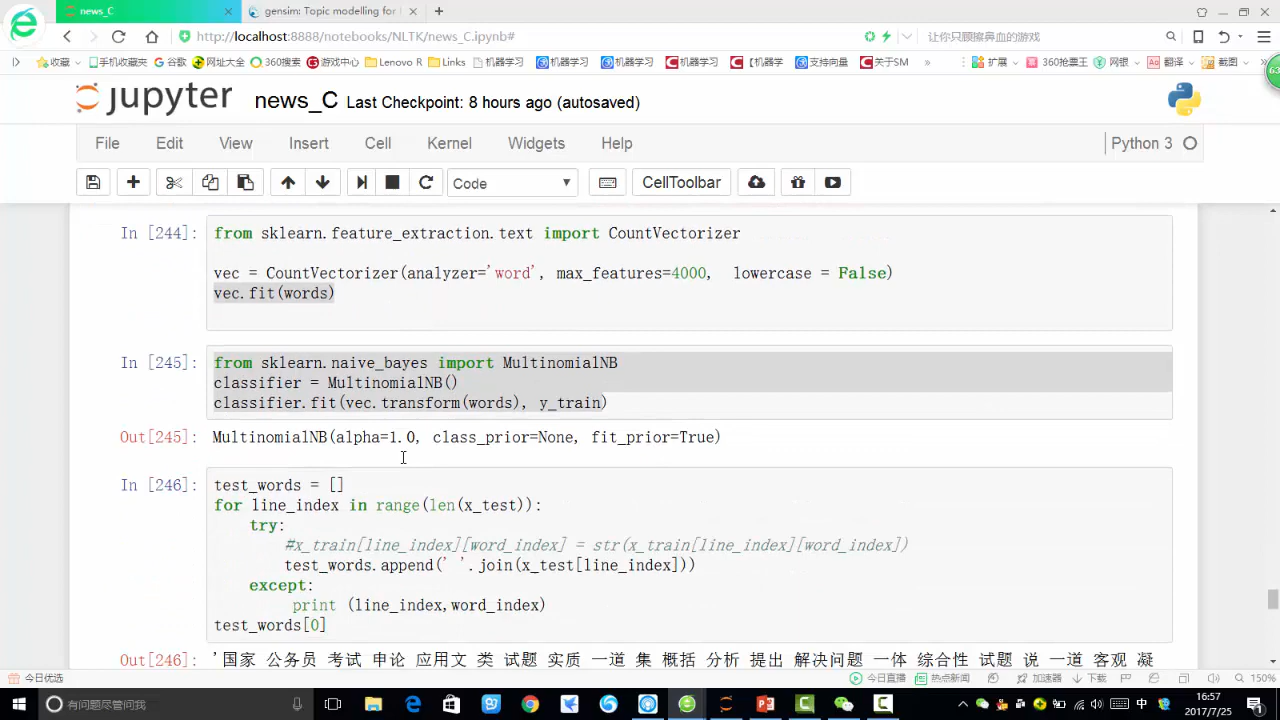 news_C
gensim: Topic modelling for
http://localhost:8888/notebooks/NLTK/news_C.ipynb#
让你只顾擦鼻血的游戏
收藏
手机收藏夹
谷歌
网址大全
360搜索
游戏中心
Lenovo R
Links
机器学习
机器学习
机器学习
机器学习
【机器学
支持向量
关于SM
»
扩展
360抢票王
网银
翻译
截图
»
jupyter
news_C Last Checkpoint: 8 hours ago (autosaved)
File Edit View Insert Cell Kernel Widgets Help
Python 3
Code
CellToolbar
In [244]:
from sklearn.feature_extraction.text import CountVectorizer
vec = CountVectorizer(analyzer='word', max_features=4000, lowercase = False)
vec.fit(words)
In [245]:
from sklearn.naive_bayes import MultinomialNB
classifier = MultinomialNB()
classifier.fit(vec.transform(words), y_train)
Out[245]: MultinomialNB(alpha=1.0, class_prior=None, fit_prior=True)
In [246]:
test_words = []
for line_index in range(len(x_test)):
try:
#x_train[line_index][word_index] = str(x_train[line_index][word_index])
test_words.append(' '.join(x_test[line_index]))
except:
print (line_index,word_index)
test_words[0]
Out[246]: '国家 公务员 考试 申论 应用文 类 试题 实质 一道 集 概括 分析 提出 解决问题 一体 综合性 试题 说 一道 客观 凝
今日优选
今日直播
热点新闻
加速器
下载
150%
有问题尽管问我
中
16:57
2017/7/25